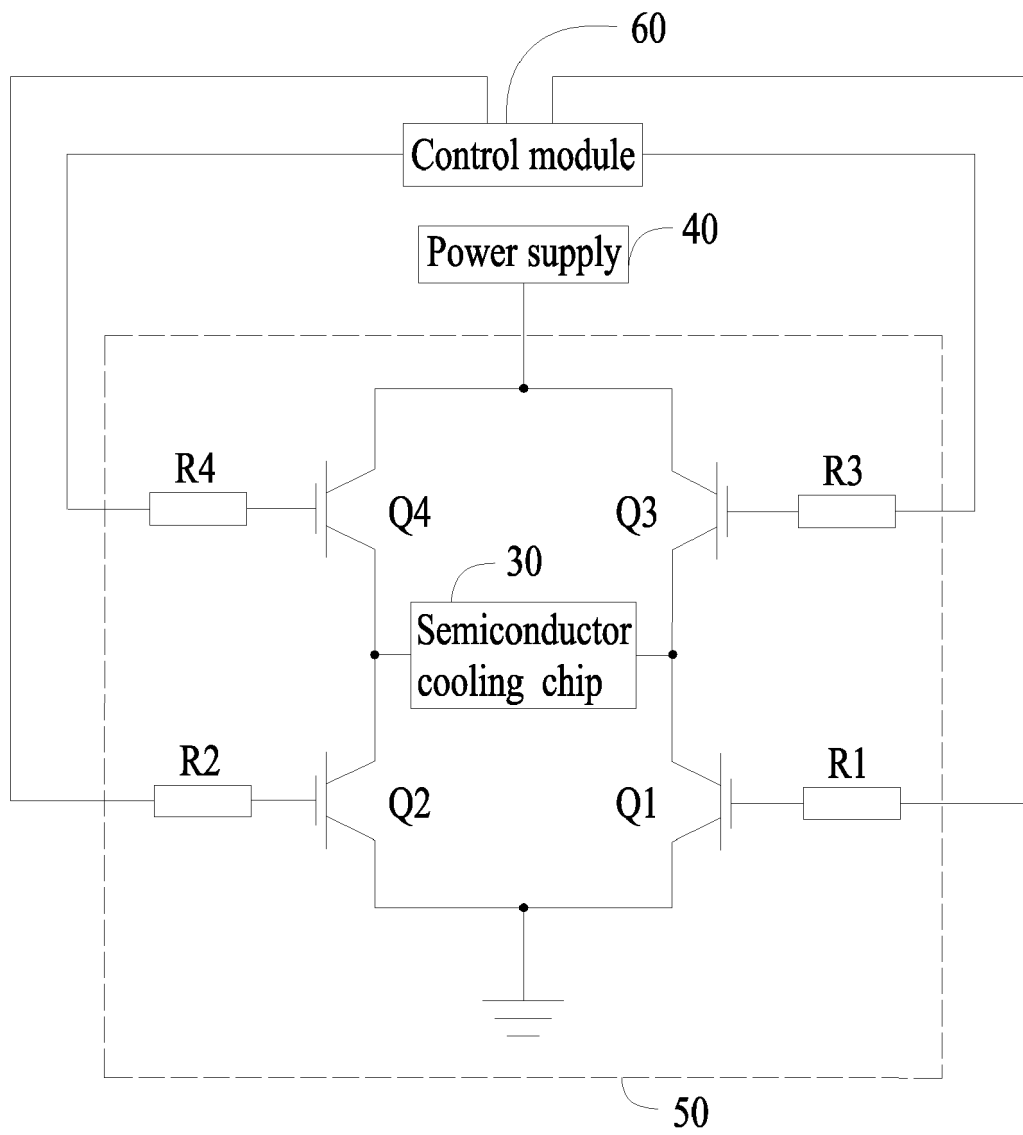 60
Control module
40
Power supply
R4
R3
Q4
Q3
30
Semiconductor
cooling chip
R2
R1
Q2
Q1
50